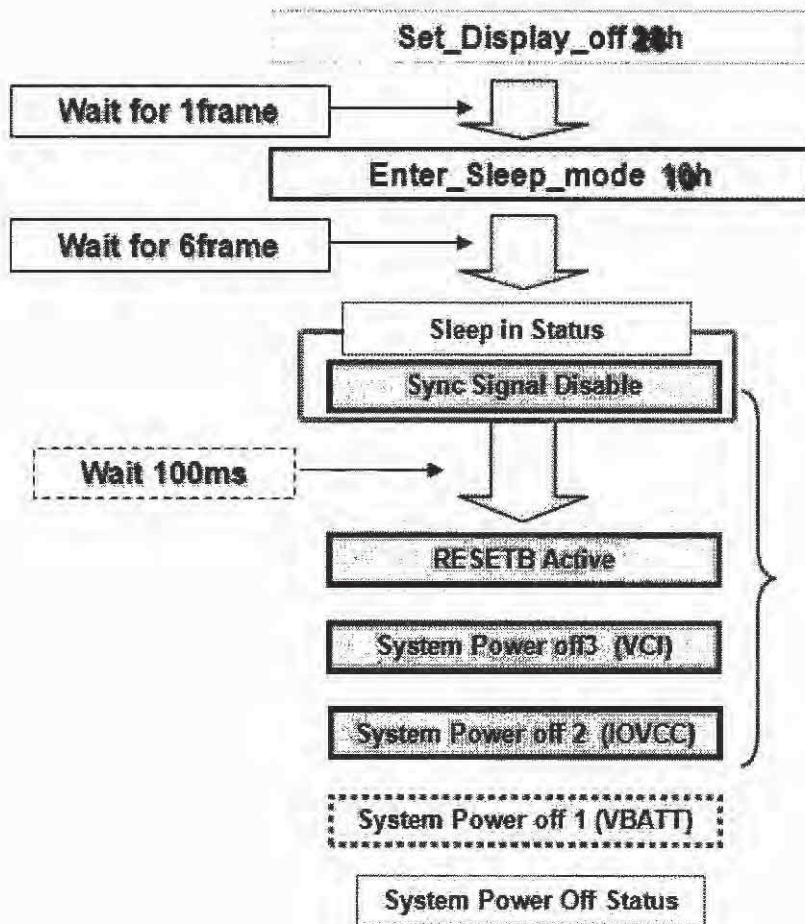 Set_Display_off
Wait for 1frame
Enter_Sleep_mode 10h
Wait for 6frame
Sleep in Status
Sync Signal Disable
Wait 100ms
RESETB Active
System Power off3 (VCI)
System Power off 2 (IOVCC)
System Power off 1 (VBATT)
System Power Off Status